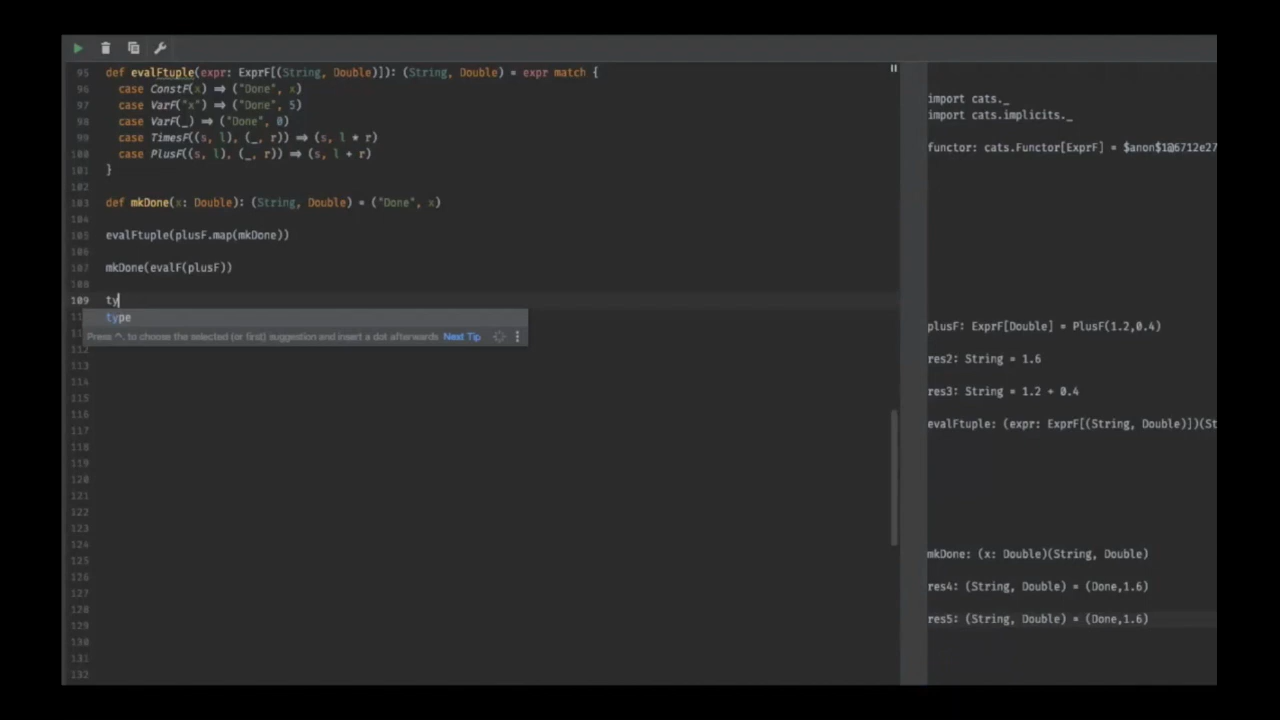 95 def evalFtuple(expr: ExprF[(String, Double)]): (String, Double) = expr match {
96 case ConstF(x) ⇒ ("Done", x)
97 case VarF("x") ⇒ ("Done", 5)
98 case VarF(_) ⇒ ("Done", 0)
99 case TimesF((s, l), (_, r)) ⇒ (s, l * r)
100 case PlusF((s, l), (_, r)) ⇒ (s, l + r)
101 }
102
103 def mkDone(x: Double): (String, Double) = ("Done", x)
104
105 evalFtuple(plusF.map(mkDone))
106
107 mkDone(evalF(plusF))
108
109 ty
type
Press ^. to choose the selected (or first) suggestion and insert a dot afterwards Next Tip
112
113
114
115
116
117
118
119
120
121
122
123
124
125
126
127
128
129
130
131
132
import cats._
import cats.implicits._
functor: cats.Functor[ExprF] = $anon$1@6712e27
plusF: ExprF[Double] = PlusF(1.2,0.4)
res2: String = 1.6
res3: String = 1.2 + 0.4
evalFtuple: (expr: ExprF[(String, Double)])(St
mkDone: (x: Double)(String, Double)
res4: (String, Double) = (Done,1.6)
res5: (String, Double) = (Done,1.6)